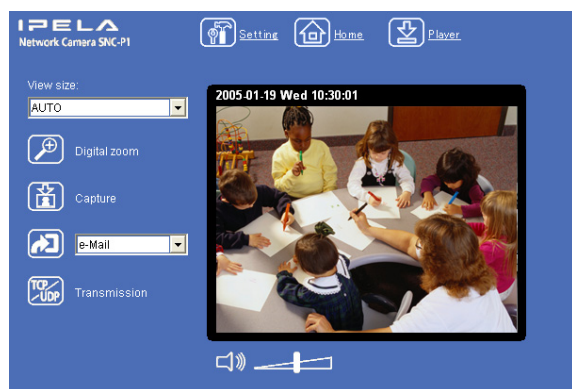 IPELA
Network Camera SNC-P1
Setting
Home
Player
View size:
AUTO
2005-01-19 Wed 10:30:01
Digital zoom
Capture
e-Mail
TCP/UDP
Transmission